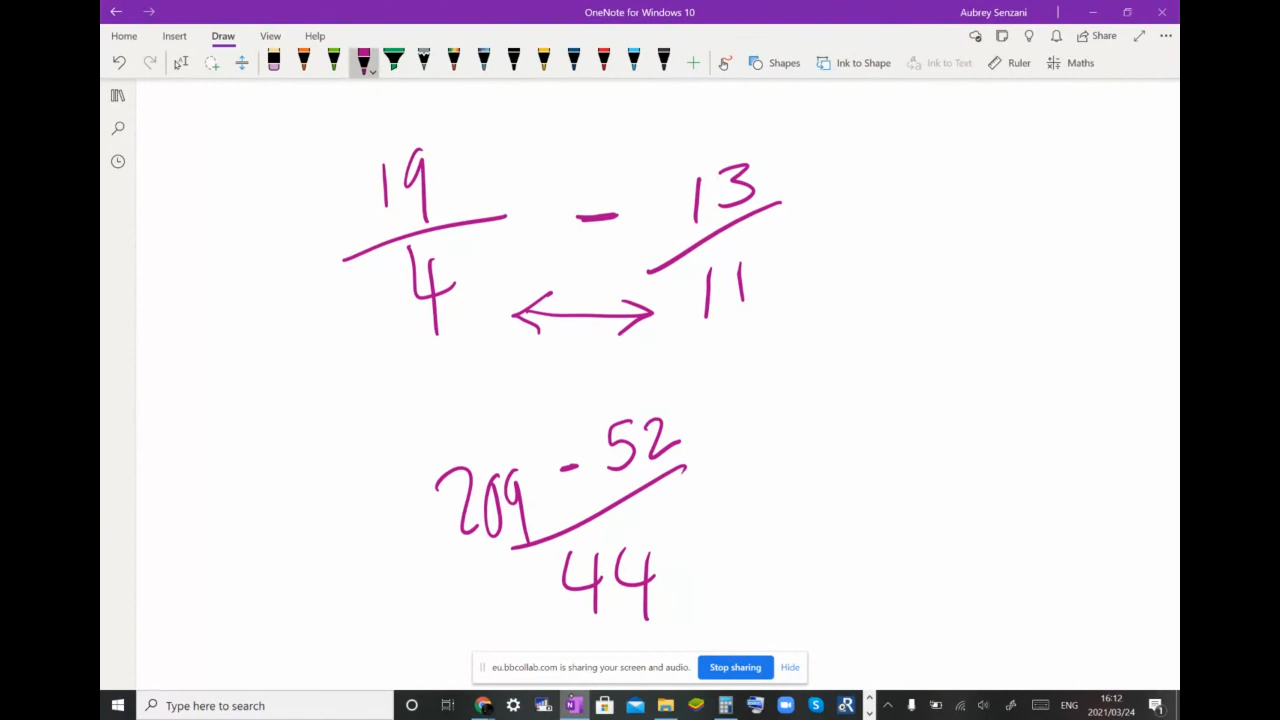 OneNote for Windows 10
Aubrey Senzani
Home Insert Draw View Help
Share
Shapes Ink to Shape Ink to Text Ruler Maths
19 - 13
4 11
209 - 52
44
eu.bbcollab.com is sharing your screen and audio. Stop sharing Hide
Type here to search
ENG
16:12
2021/03/24